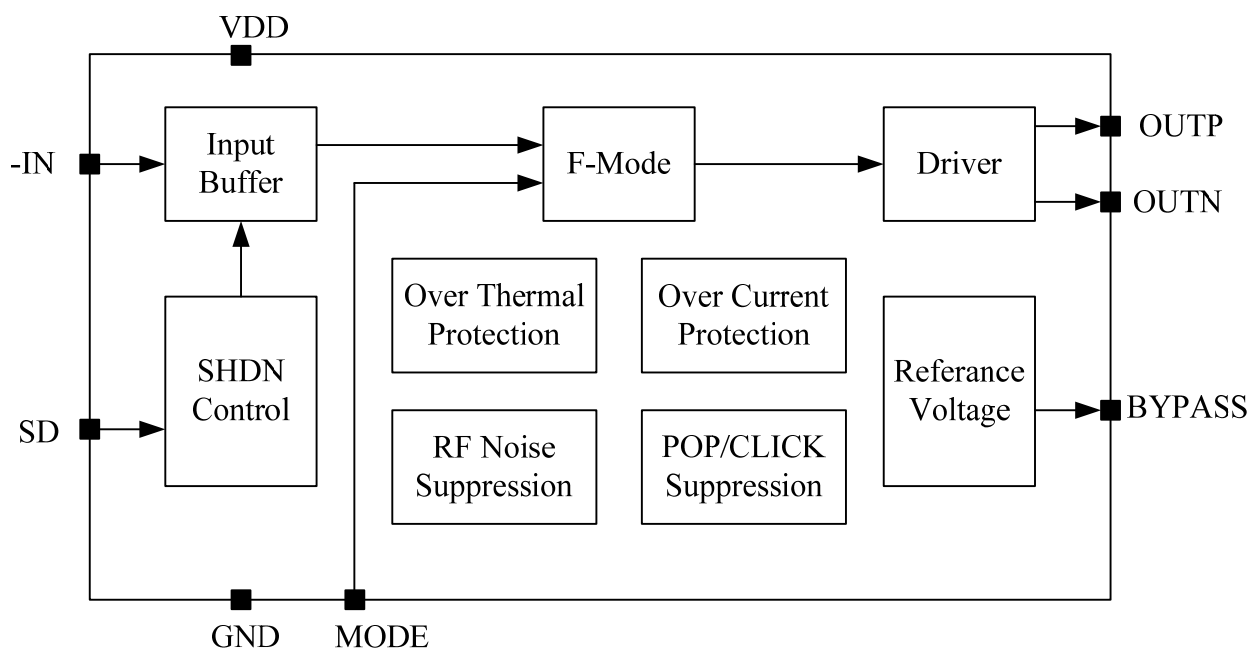 VDD
-IN
Input
Buffer
F-Mode
Driver
OUTP
OUTN
Over Thermal
Protection
Over Current
Protection
SHDN
Control
Referance
Voltage
SD
BYPASS
RF Noise
Suppression
POP/CLICK
Suppression
GND
MODE